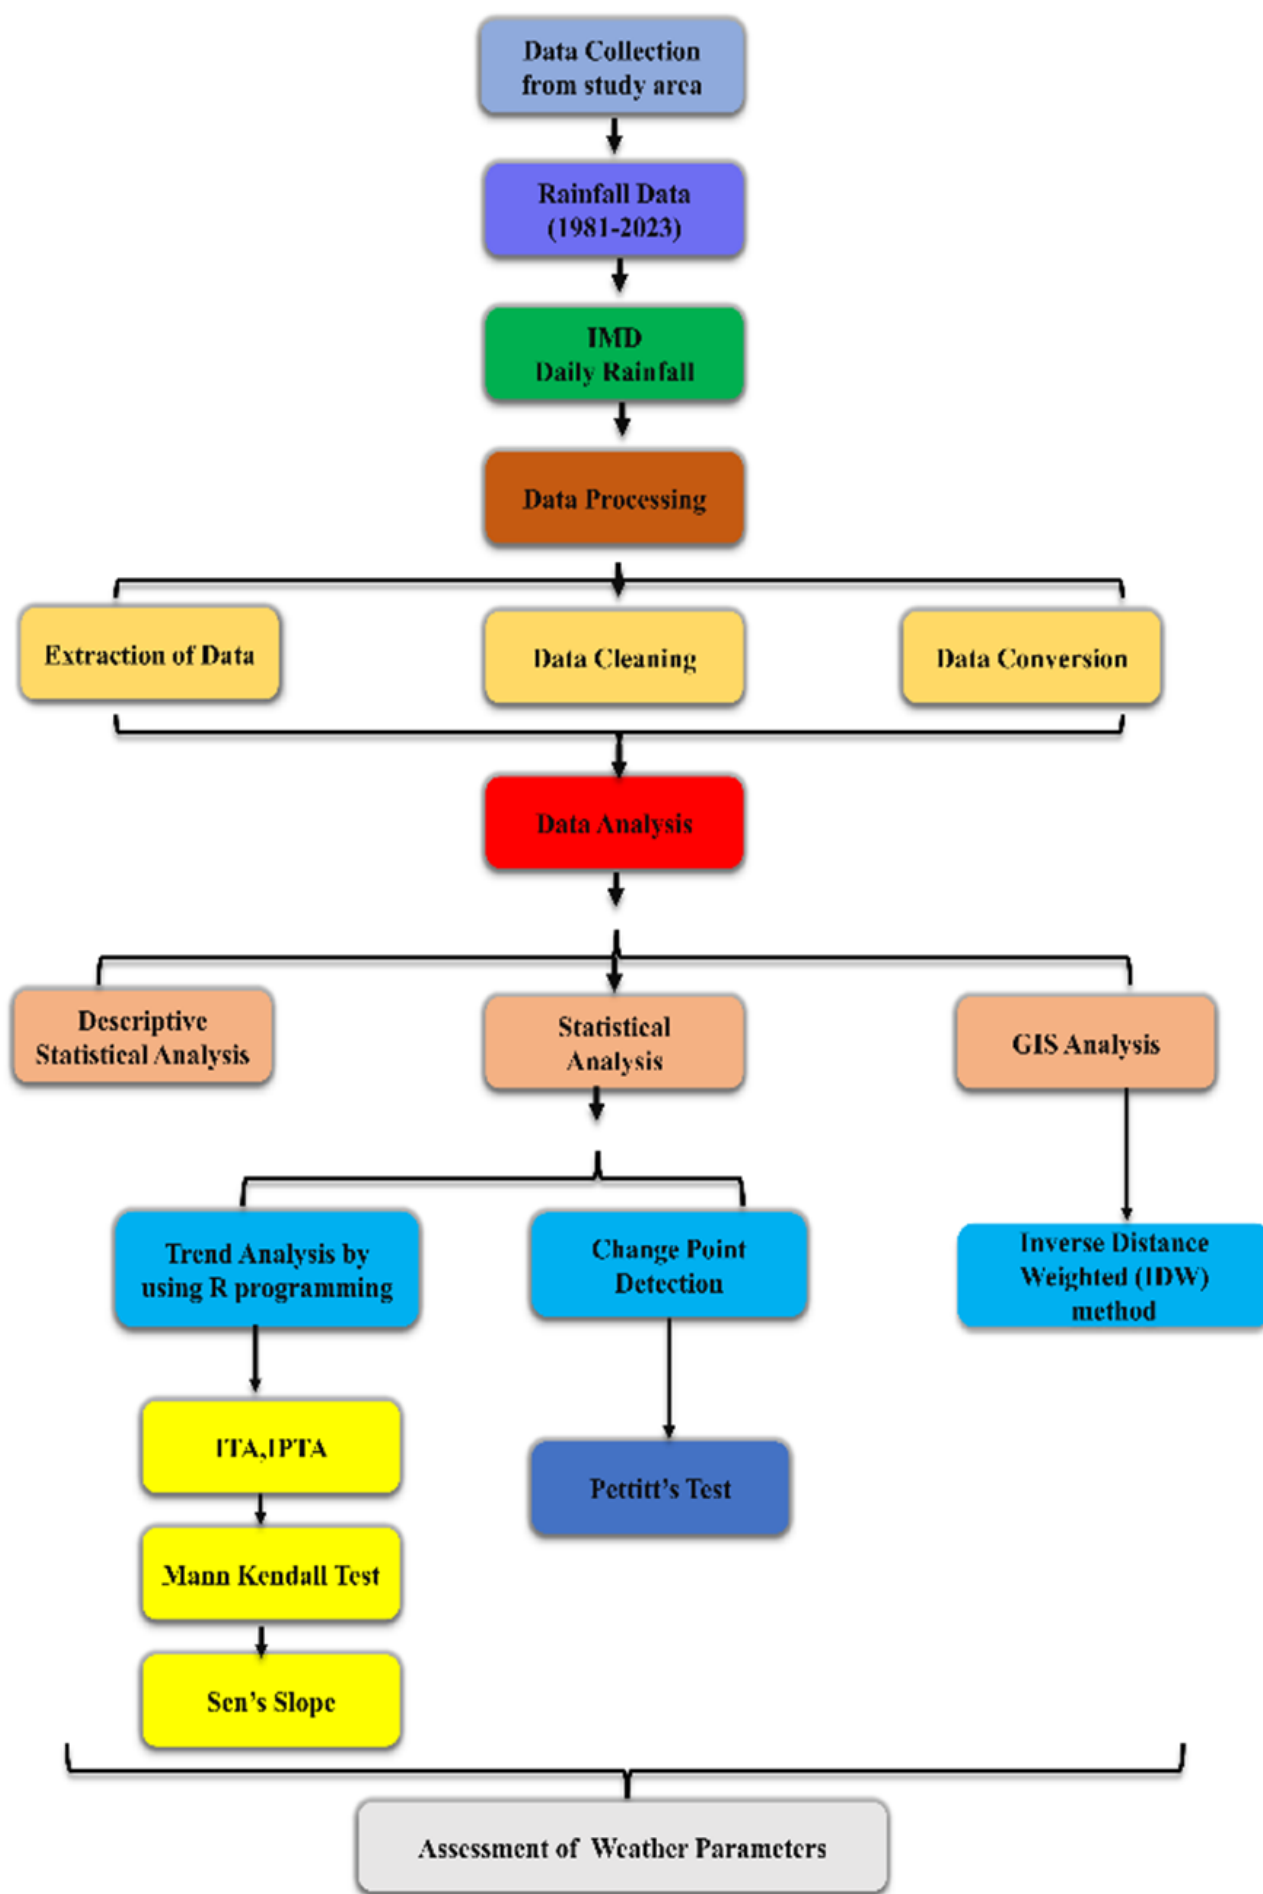 Data Collection
from study area
Rainfall Data
(1981-2023)
IMD
Daily Rainfall
Data Processing
Extraction of Data
Data Cleaning
Data Conversion
Data Analysis
Descriptive
Statistical Analysis
Statistical
Analysis
GIS Analysis
Trend Analysis by
using R programming
Change Point
Detection
Inverse Distance
Weighted (IDW)
method
ITA,IPTA
Pettitt's Test
Mann Kendall Test
Sen's Slope
Assessment of Weather Parameters